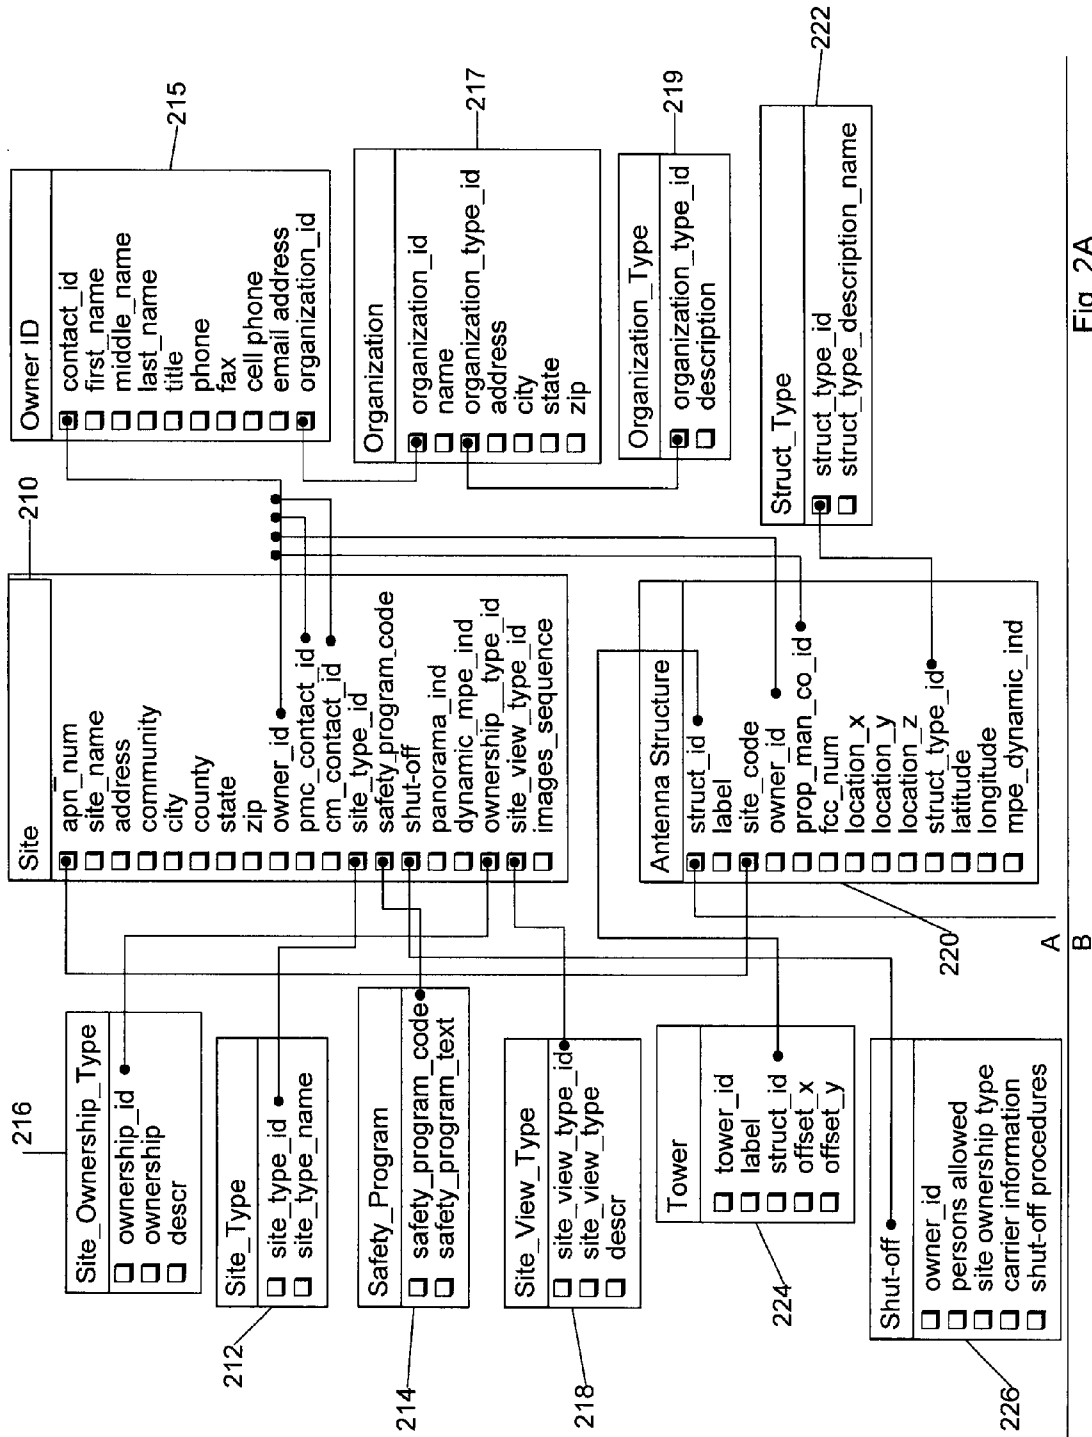 216
Site_Ownership_Type
ownership_id
ownership
descr
Site_Type
site_type_id
site_type_name
212
Safety_Program
safety_program_code
safety_program_text
214
Site_View_Type
site_view_type_id
site_view_type
descr
218
Tower
tower_id
label
struct_id
offset_x
offset_y
224
Shut-off
owner_id
persons allowed
site ownership type
carrier information
shut-off procedures
226
210
Site
apn_num
site_name
address
community
city
county
state
zip
owner_id
pmc_contact_id
cm_contact_id
site_type_id
safety_program_code
shut-off
panorama_ind
dynamic_mpe_ind
ownership_type_id
site_view_type_id
images_sequence
Antenna Structure
struct_id
label
site_code
owner_id
prop_man_co_id
fcc_num
location_x
location_y
location_z
struct_type_id
latitude
longitude
mpe_dynamic_ind
220
A
B
Owner ID
contact_id
first_name
middle_name
last_name
title
phone
fax
cell phone
email address
organization_id
215
Organization
organization_id
name
organization_type_id
address
city
state
zip
217
Organization_Type
organization_type_id
description
219
Struct_Type
struct_type_id
struct_type_description_name
222
Fig. 2A